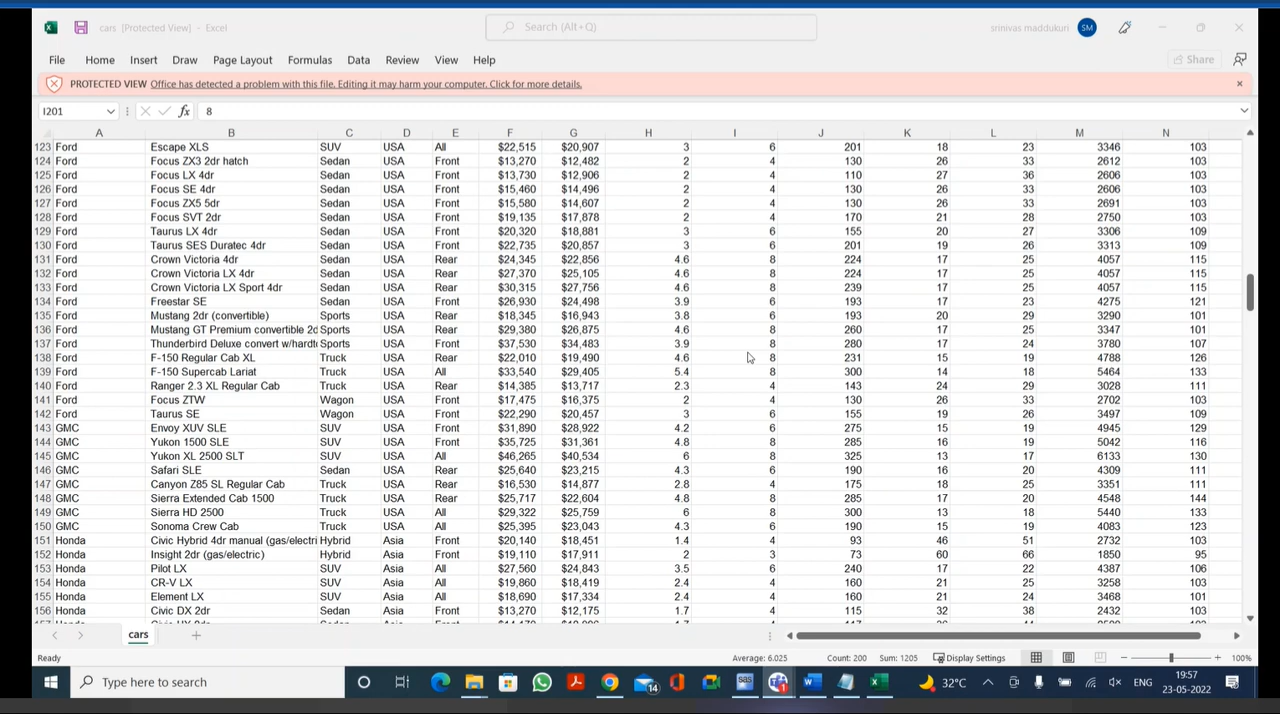 cars [Protected View] - Excel
Search (Alt+Q)
srinivas maddukuri SM
File Home Insert Draw Page Layout Formulas Data Review View Help Share
PROTECTED VIEW Office has detected a problem with this file. Editing it may harm your computer. Click for more details.
I201 fx 8
A B C D E F G H I J K L M N
123 Ford Escape XLS SUV USA All $22,515 $20,907 3 6 201 18 23 3346 103
124 Ford Focus ZX3 2dr hatch Sedan USA Front $13,270 $12,482 2 4 130 26 33 2612 103
125 Ford Focus LX 4dr Sedan USA Front $13,730 $12,906 2 4 110 27 36 2606 103
126 Ford Focus SE 4dr Sedan USA Front $15,460 $14,496 2 4 130 26 33 2606 103
127 Ford Focus ZX5 5dr Sedan USA Front $15,580 $14,607 2 4 130 26 33 2691 103
128 Ford Focus SVT 2dr Sedan USA Front $19,135 $17,878 2 4 170 21 28 2750 103
129 Ford Taurus LX 4dr Sedan USA Front $20,320 $18,881 3 6 155 20 27 3306 109
130 Ford Taurus SES Duratec 4dr Sedan USA Front $22,735 $20,857 3 6 201 19 26 3313 109
131 Ford Crown Victoria 4dr Sedan USA Rear $24,345 $22,856 4.6 8 224 17 25 4057 115
132 Ford Crown Victoria LX 4dr Sedan USA Rear $27,370 $25,105 4.6 8 224 17 25 4057 115
133 Ford Crown Victoria LX Sport 4dr Sedan USA Rear $30,315 $27,756 4.6 8 239 17 25 4057 115
134 Ford Freestar SE Sedan USA Front $26,930 $24,498 3.9 6 193 17 23 4275 121
135 Ford Mustang 2dr (convertible) Sports USA Rear $18,345 $16,943 3.8 6 193 20 29 3290 101
136 Ford Mustang GT Premium convertible 2d Sports USA Rear $29,380 $26,875 4.6 8 260 17 25 3347 101
137 Ford Thunderbird Deluxe convert w/hardt Sports USA Front $37,530 $34,483 3.9 8 280 17 24 3780 107
138 Ford F-150 Regular Cab XL Truck USA Rear $22,010 $19,490 4.6 8 231 15 19 4788 126
139 Ford F-150 Supercab Lariat Truck USA All $33,540 $29,405 5.4 8 300 14 18 5464 133
140 Ford Ranger 2.3 XL Regular Cab Truck USA Rear $14,385 $13,717 2.3 4 143 24 29 3028 111
141 Ford Focus ZTW Wagon USA Front $17,475 $16,375 2 4 130 26 33 2702 103
142 Ford Taurus SE Wagon USA Front $22,290 $20,457 3 6 155 19 26 3497 109
143 GMC Envoy XUV SLE SUV USA Front $31,890 $28,922 4.2 6 275 15 19 4945 129
144 GMC Yukon 1500 SLE SUV USA Front $35,725 $31,361 4.8 8 285 16 19 5042 116
145 GMC Yukon XL 2500 SLT SUV USA All $46,265 $40,534 6 8 325 13 17 6133 130
146 GMC Safari SLE Sedan USA Rear $25,640 $23,215 4.3 6 190 16 20 4309 111
147 GMC Canyon Z85 SL Regular Cab Truck USA Rear $16,530 $14,877 2.8 4 175 18 25 3351 111
148 GMC Sierra Extended Cab 1500 Truck USA Rear $25,717 $22,604 4.8 8 285 17 20 4548 144
149 GMC Sierra HD 2500 Truck USA All $29,322 $25,759 6 8 300 13 18 5440 133
150 GMC Sonoma Crew Cab Truck USA All $25,395 $23,043 4.3 6 190 15 19 4083 123
151 Honda Civic Hybrid 4dr manual (gas/electri Hybrid Asia Front $20,140 $18,451 1.4 4 93 46 51 2732 103
152 Honda Insight 2dr (gas/electric) Hybrid Asia Front $19,110 $17,911 2 3 73 60 66 1850 95
153 Honda Pilot LX SUV Asia All $27,560 $24,843 3.5 6 240 17 22 4387 106
154 Honda CR-V LX SUV Asia All $19,860 $18,419 2.4 4 160 21 25 3258 103
155 Honda Element LX SUV Asia All $18,690 $17,334 2.4 4 160 21 24 3468 101
156 Honda Civic DX 2dr Sedan Asia Front $13,270 $12,175 1.7 4 115 32 38 2432 103
cars
Ready Average: 6.025 Count: 200 Sum: 1205 Display Settings 100%
Type here to search 14 sas 32°C ENG 19:57
23-05-2022